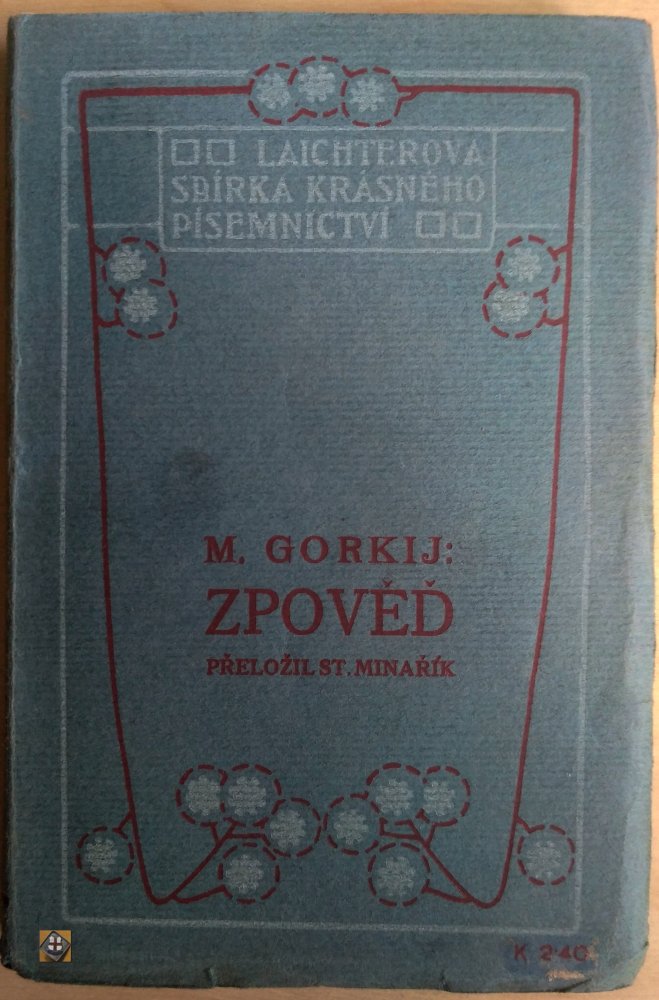 LAICHTEROVA
SBÍRKA KRÁSNÉHO
PÍSEMNICTVÍ
M. GORKIJ:
ZPOVĚĎ
PŘELOŽIL ST. MINAŘÍK
K 2·40